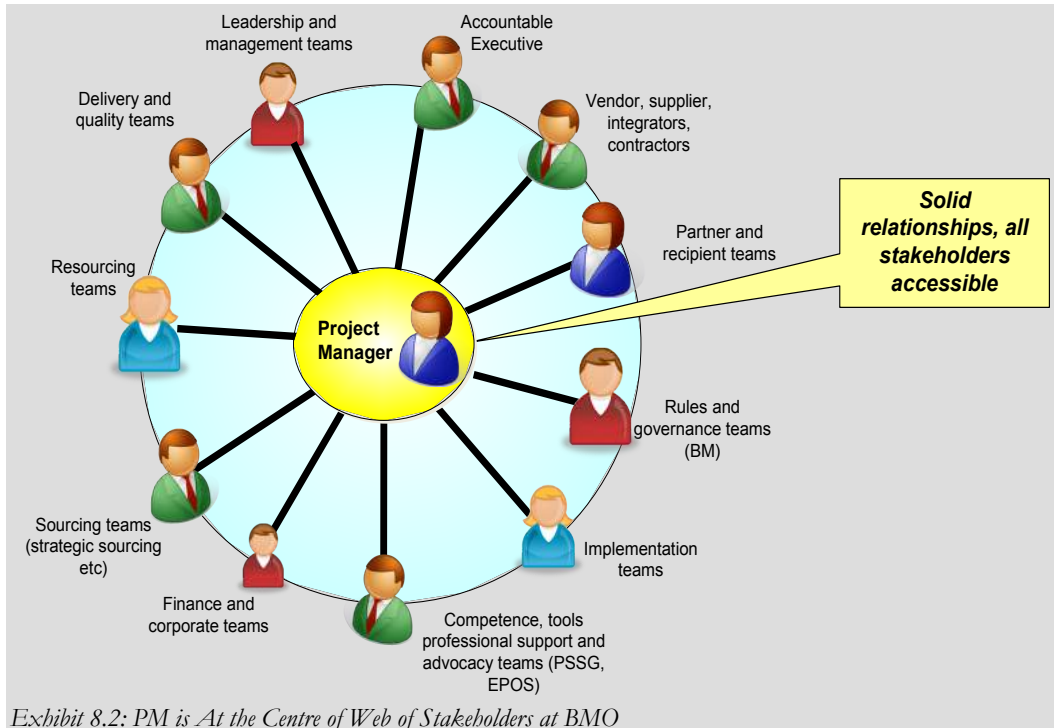 Leadership and
management teams
Accountable
Executive
Delivery and
quality teams
Vendor, supplier,
integrators,
contractors
Solid
relationships, all
stakeholders
accessible
Partner and
recipient teams
Resourcing
teams
Project
Manager
Rules and
governance teams
(BM)
Sourcing teams
(strategic sourcing
etc)
Implementation
teams
Finance and
corporate teams
Competence, tools
professional support and
advocacy teams (PSSG,
EPOS)
Exhibit 8.2: PM is At the Centre of Web of Stakeholders at BMO